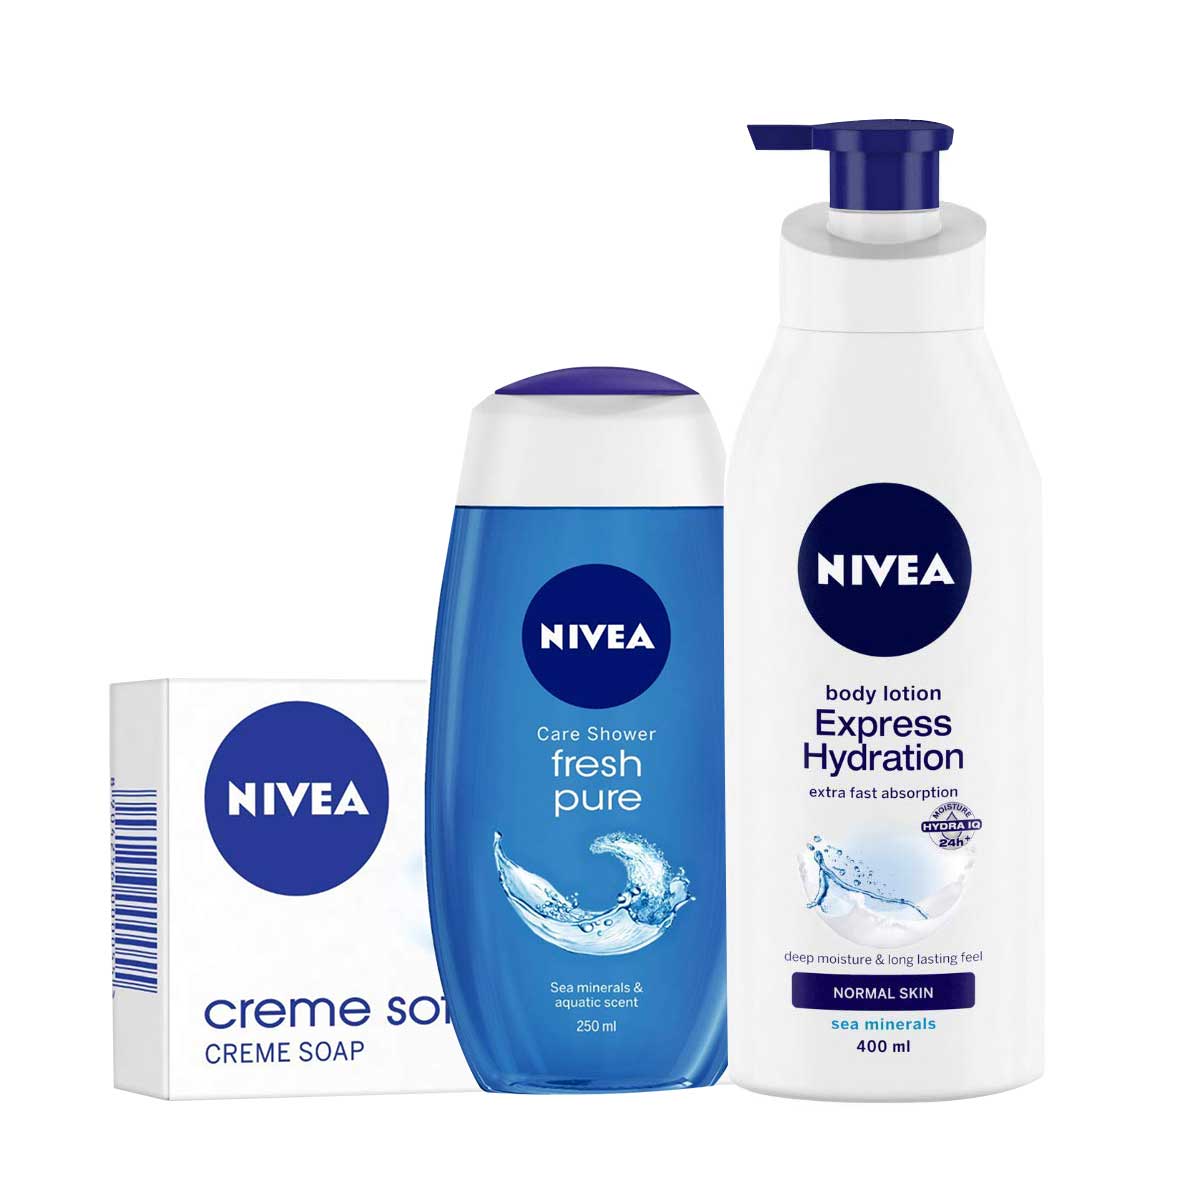 NIVEA
creme sof
CREME SOAP
NIVEA
Care Shower
fresh
pure
Sea minerals &
aquatic scent
250 ml
NIVEA
body lotion
Express
Hydration
extra fast absorption
MOISTURE
HYDRA IQ
24h+
deep moisture & long lasting feel
NORMAL SKIN
sea minerals
400 ml